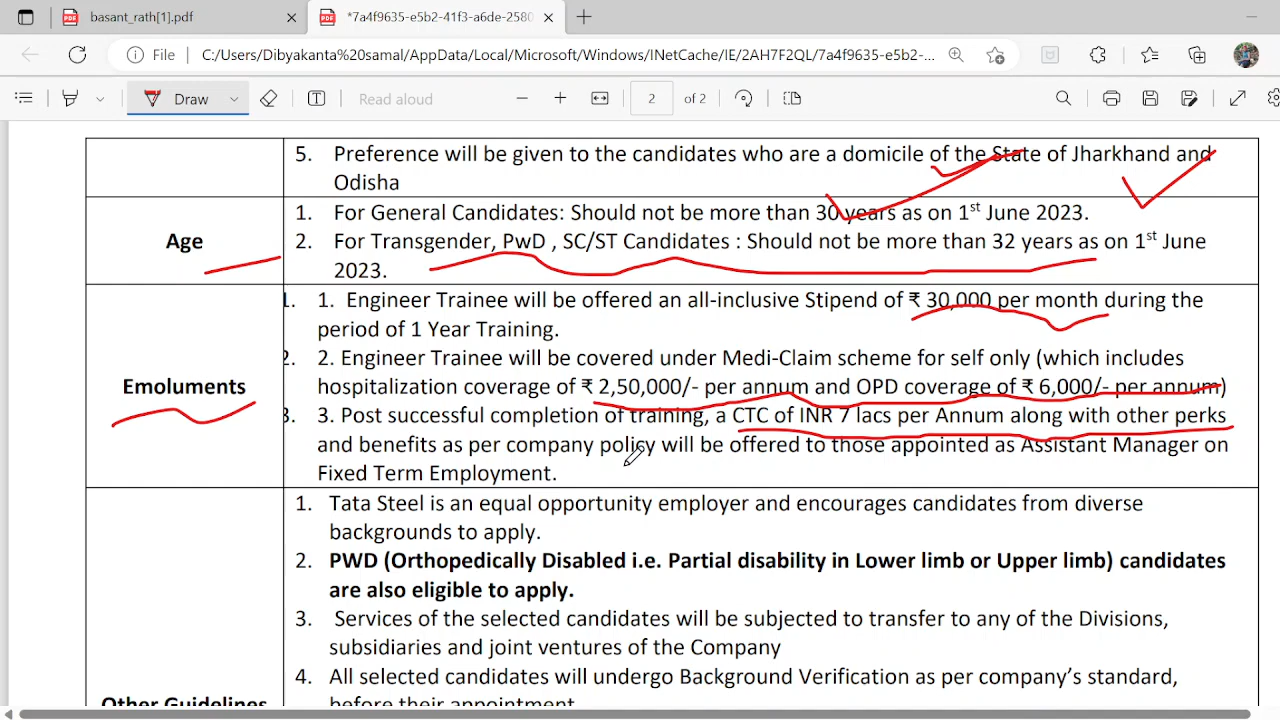 basant_rath[1].pdf
*7a4f9635-e5b2-41f3-a6de-2580
File
C:/Users/Dibyakanta%20samal/AppData/Local/Microsoft/Windows/INetCache/IE/2AH7F2QL/7a4f9635-e5b2-...
Draw
Read aloud
2
of 2
5. Preference will be given to the candidates who are a domicile of the State of Jharkhand and
Odisha
Age
1. For General Candidates: Should not be more than 30 years as on 1st June 2023.
2. For Transgender, PwD , SC/ST Candidates : Should not be more than 32 years as on 1st June
2023.
Emoluments
1. 1. Engineer Trainee will be offered an all-inclusive Stipend of ₹ 30,000 per month during the
period of 1 Year Training.
2. 2. Engineer Trainee will be covered under Medi-Claim scheme for self only (which includes
hospitalization coverage of ₹ 2,50,000/- per annum and OPD coverage of ₹ 6,000/- per annum)
3. 3. Post successful completion of training, a CTC of INR 7 lacs per Annum along with other perks
and benefits as per company policy will be offered to those appointed as Assistant Manager on
Fixed Term Employment.
Other Guidelines
1. Tata Steel is an equal opportunity employer and encourages candidates from diverse
backgrounds to apply.
2. PWD (Orthopedically Disabled i.e. Partial disability in Lower limb or Upper limb) candidates
are also eligible to apply.
3. Services of the selected candidates will be subjected to transfer to any of the Divisions,
subsidiaries and joint ventures of the Company
4. All selected candidates will undergo Background Verification as per company's standard,
before their appointment